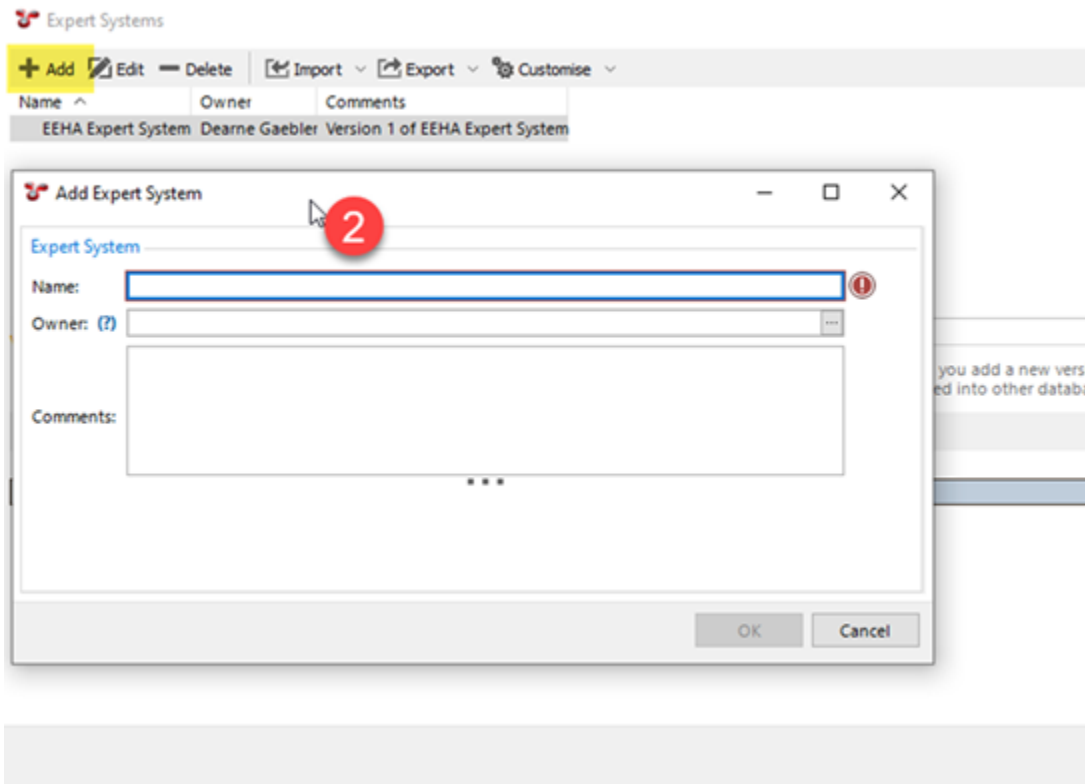 Expert Systems
Add Edit Delete Import Export Customise
Name Owner Comments
EEHA Expert System Dearne Gaebler Version 1 of EEHA Expert System
Add Expert System
2
Expert System
Name:
Owner: (?) ...
you add a new vers
ed into other databa
Comments:
OK Cancel